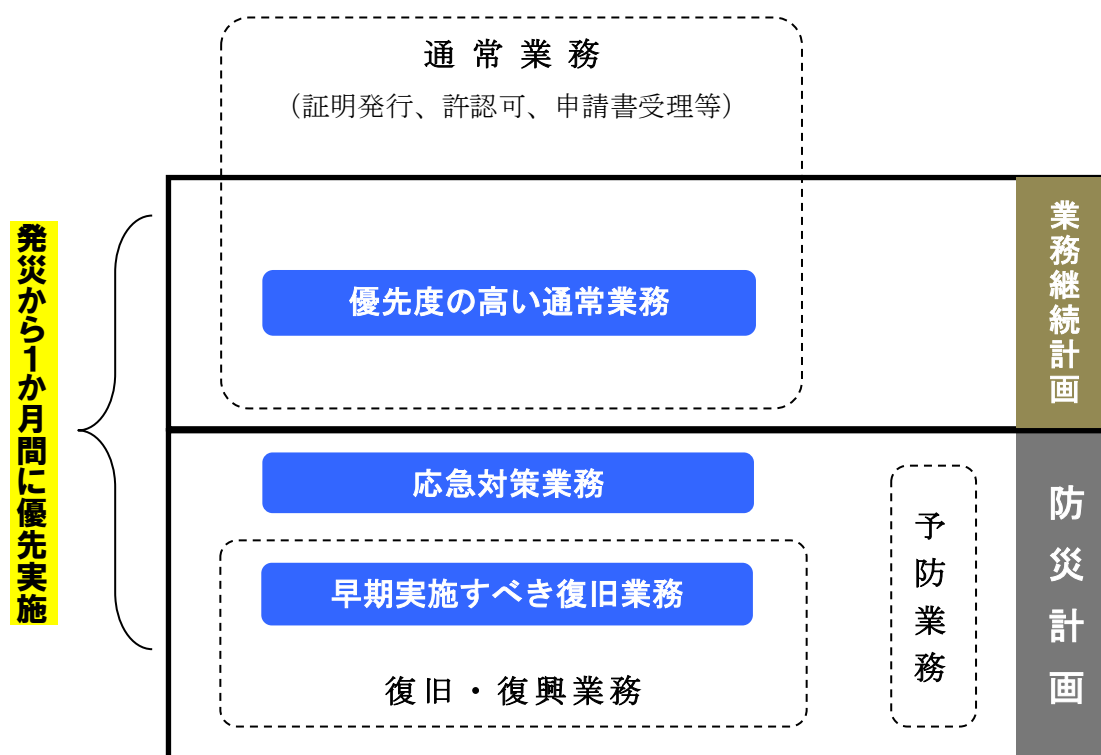 通常業務
（証明発行、許認可、申請書受理等）
発災から1か月間に優先実施
優先度の高い通常業務
業務継続計画
応急対策業務
早期実施すべき復旧業務
復旧・復興業務
予防業務
防災計画